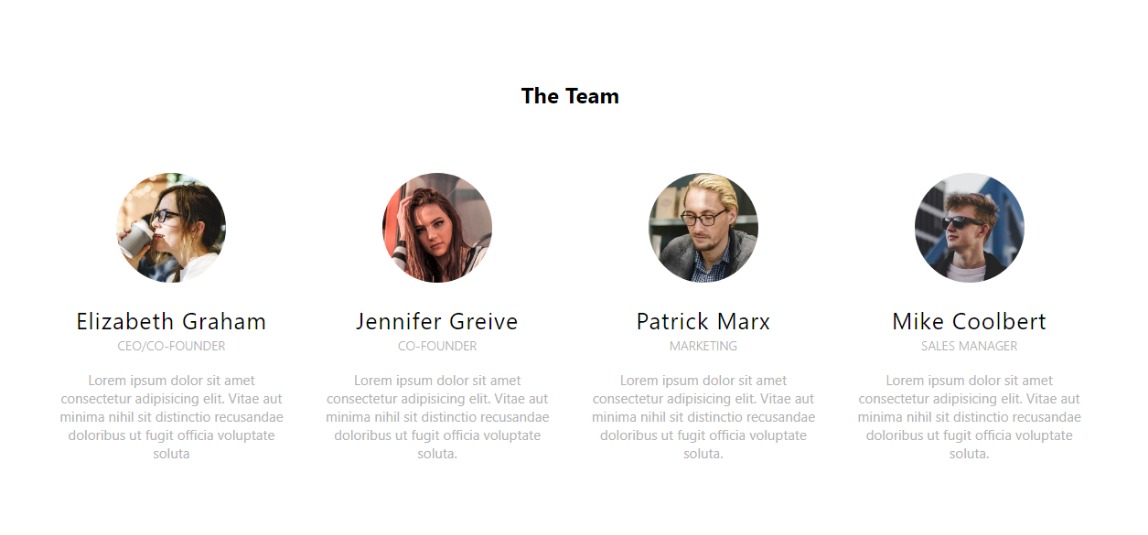 The Team
Elizabeth Graham
CEO/CO-FOUNDER
Lorem ipsum dolor sit amet
consectetur adipisicing elit. Vitae aut
minima nihil sit distinctio recusandae
doloribus ut fugit officia voluptate
soluta
Jennifer Greive
CO-FOUNDER
Lorem ipsum dolor sit amet
consectetur adipisicing elit. Vitae aut
minima nihil sit distinctio recusandae
doloribus ut fugit officia voluptate
soluta.
Patrick Marx
MARKETING
Lorem ipsum dolor sit amet
consectetur adipisicing elit. Vitae aut
minima nihil sit distinctio recusandae
doloribus ut fugit officia voluptate
soluta.
Mike Coolbert
SALES MANAGER
Lorem ipsum dolor sit amet
consectetur adipisicing elit. Vitae aut
minima nihil sit distinctio recusandae
doloribus ut fugit officia voluptate
soluta.